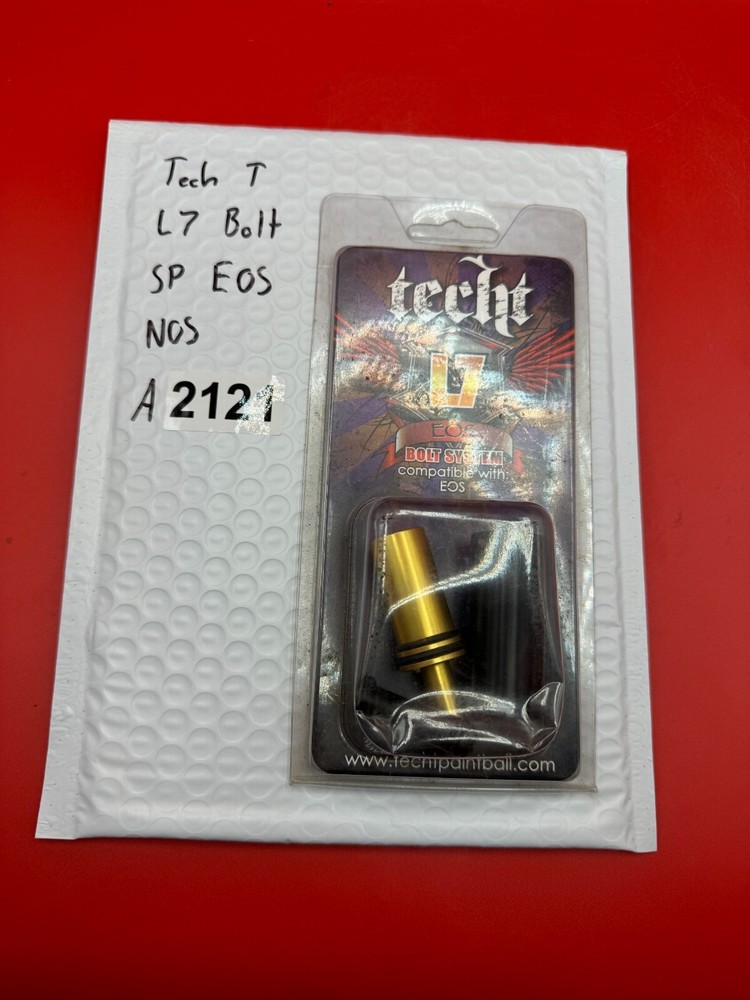 Tech T
L7 Bolt
SP EOS
NOS
A 2121
techt
L7
EOS
BOLT SYSTEM
compatible with:
EOS
www.techtpaintball.com